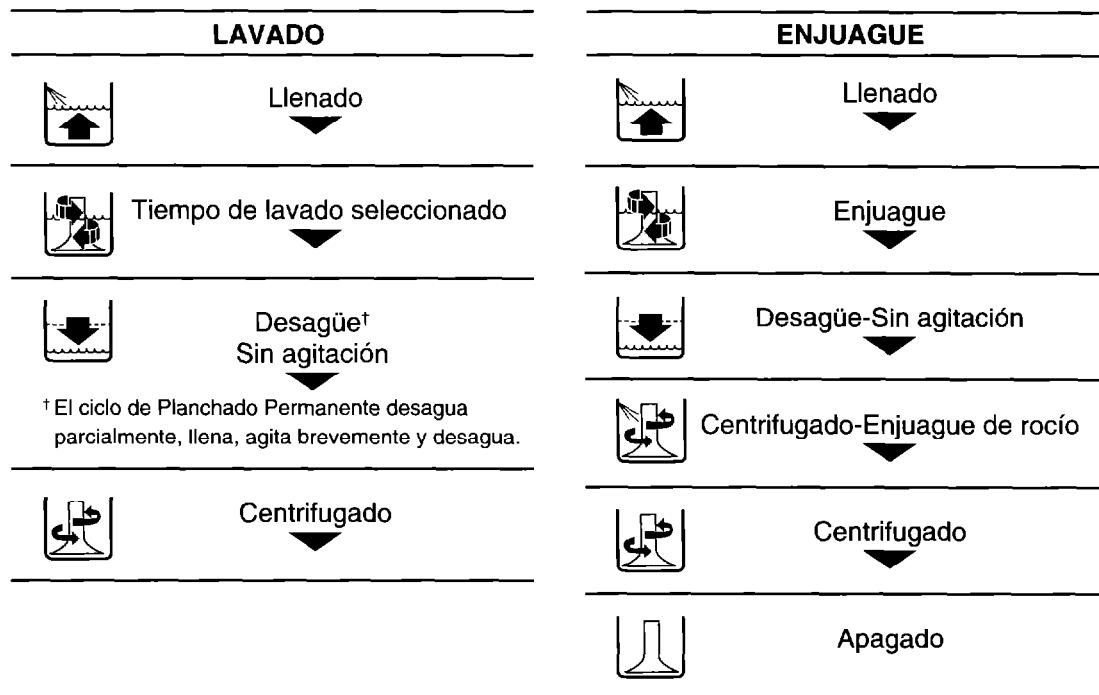 LAVADO
Llenado
Tiempo de lavado seleccionado
Desagüe†
Sin agitación
† El ciclo de Planchado Permanente desagua
parcialmente, llena, agita brevemente y desagua.
Centrifugado
ENJUAGUE
Llenado
Enjuague
Desagüe-Sin agitación
Centrifugado-Enjuague de rocío
Centrifugado
Apagado